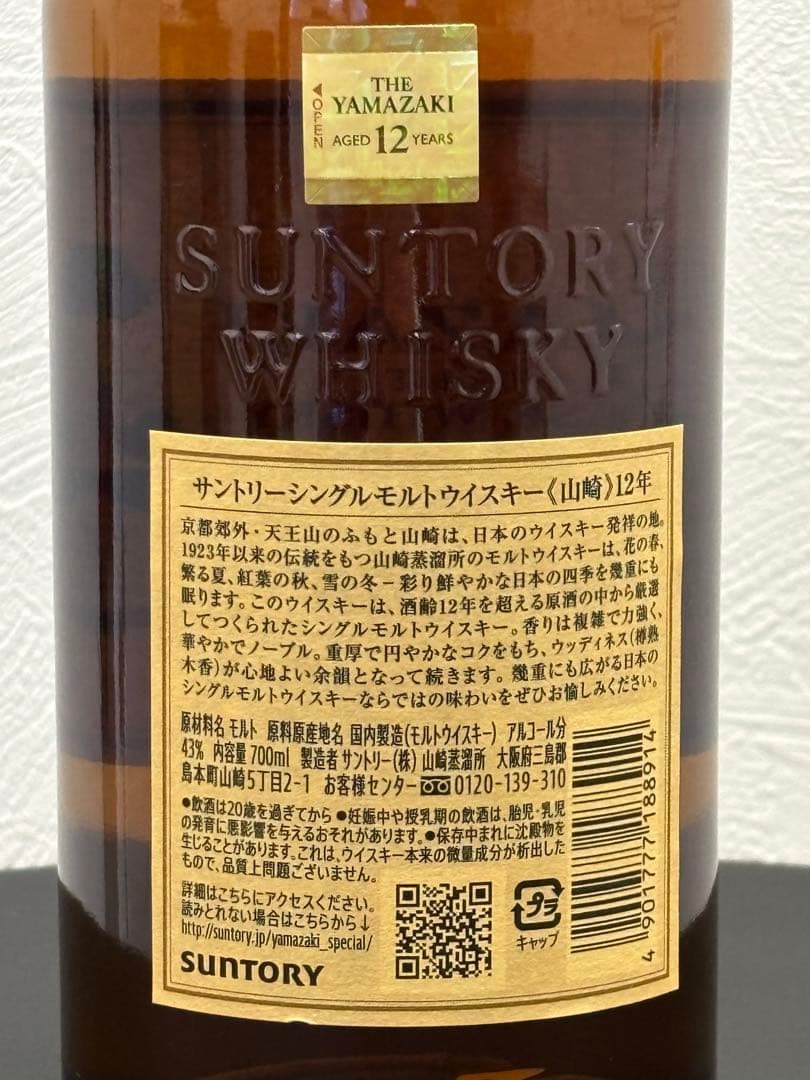 THE
YAMAZAKI
AGED 12 YEARS
◀OPEN
SUNTORY
WHISKY
サントリーシングルモルトウイスキー《山崎》12年
京都郊外・天王山のふもと山崎は、日本のウイスキー発祥の地。
1923年以来の伝統をもつ山崎蒸溜所のモルトウイスキーは、花の春、
繁る夏、紅葉の秋、雪の冬－彩り鮮やかな日本の四季を幾重にも
眠ります。このウイスキーは、酒齢12年を超える原酒の中から厳選
してつくられたシングルモルトウイスキー。香りは複雑で力強く、
華やかでノーブル。重厚で円やかなコクをもち、ウッディネス(樽熟
木香)が心地よい余韻となって続きます。幾重にも広がる日本の
シングルモルトウイスキーならではの味わいをぜひお愉しみください。
原材料名 モルト 原料原産地名 国内製造(モルトウイスキー) アルコール分
43% 内容量 700ml 製造者 サントリー(株) 山崎蒸溜所 大阪府三島郡
島本町山崎5丁目2-1 お客様センター 0120-139-310
●飲酒は20歳を過ぎてから ●妊娠中や授乳期の飲酒は、胎児・乳児
の発育に悪影響を与えるおそれがあります。●保存中まれに沈殿物を
生じることがあります。これは、ウイスキー本来の微量成分が析出した
もので、品質上問題ございません。
詳細はこちらにアクセスください。
読みとれない場合はこちらから↓
http://suntory.jp/yamazaki_special/
SUNTORY
プラ
キャップ
4 901777 188914